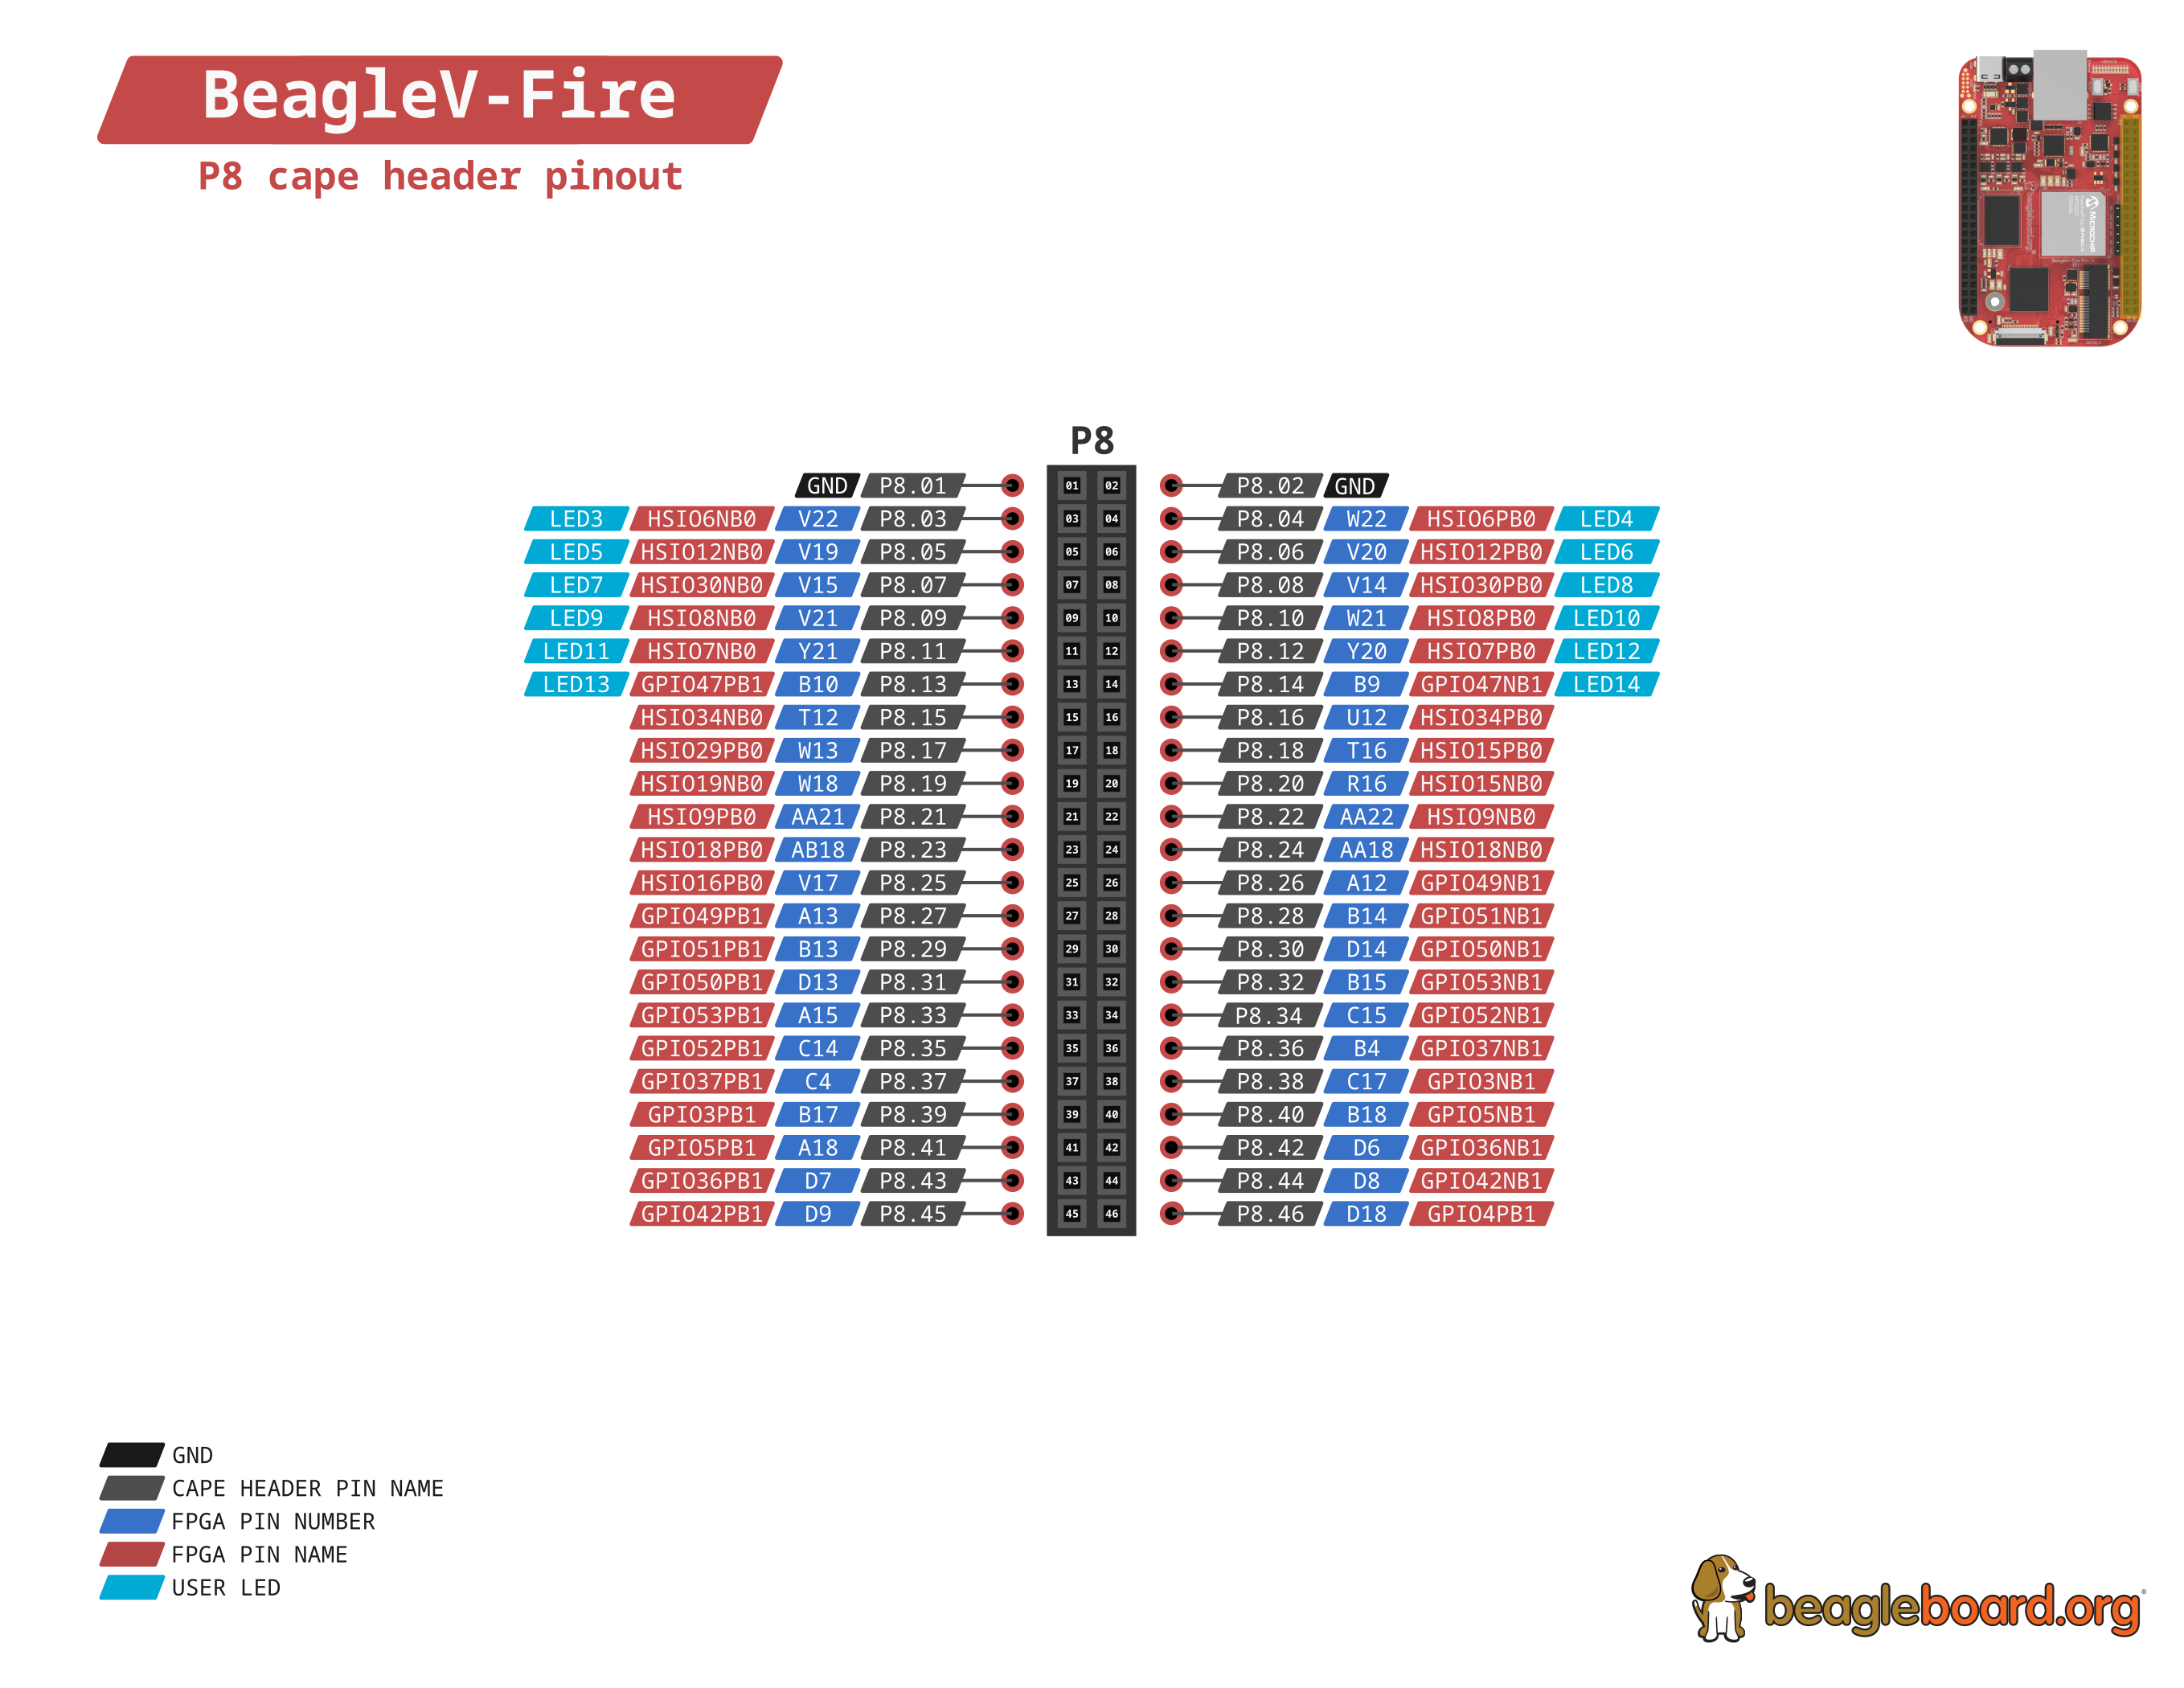 BeagleV-Fire
P8 cape header pinout
MICROCHIP
P8
GND P8.01 01 02 P8.02 GND
LED3 HSIO6NB0 V22 P8.03 03 04 P8.04 W22 HSIO6PB0 LED4
LED5 HSIO12NB0 V19 P8.05 05 06 P8.06 V20 HSIO12PB0 LED6
LED7 HSIO30NB0 V15 P8.07 07 08 P8.08 V14 HSIO30PB0 LED8
LED9 HSIO8NB0 V21 P8.09 09 10 P8.10 W21 HSIO8PB0 LED10
LED11 HSIO7NB0 Y21 P8.11 11 12 P8.12 Y20 HSIO7PB0 LED12
LED13 GPIO47PB1 B10 P8.13 13 14 P8.14 B9 GPIO47NB1 LED14
HSIO34NB0 T12 P8.15 15 16 P8.16 U12 HSIO34PB0
HSIO29PB0 W13 P8.17 17 18 P8.18 T16 HSIO15PB0
HSIO19NB0 W18 P8.19 19 20 P8.20 R16 HSIO15NB0
HSIO9PB0 AA21 P8.21 21 22 P8.22 AA22 HSIO9NB0
HSIO18PB0 AB18 P8.23 23 24 P8.24 AA18 HSIO18NB0
HSIO16PB0 V17 P8.25 25 26 P8.26 A12 GPIO49NB1
GPIO49PB1 A13 P8.27 27 28 P8.28 B14 GPIO51NB1
GPIO51PB1 B13 P8.29 29 30 P8.30 D14 GPIO50NB1
GPIO50PB1 D13 P8.31 31 32 P8.32 B15 GPIO53NB1
GPIO53PB1 A15 P8.33 33 34 P8.34 C15 GPIO52NB1
GPIO52PB1 C14 P8.35 35 36 P8.36 B4 GPIO37NB1
GPIO37PB1 C4 P8.37 37 38 P8.38 C17 GPIO3NB1
GPIO3PB1 B17 P8.39 39 40 P8.40 B18 GPIO5NB1
GPIO5PB1 A18 P8.41 41 42 P8.42 D6 GPIO36NB1
GPIO36PB1 D7 P8.43 43 44 P8.44 D8 GPIO42NB1
GPIO42PB1 D9 P8.45 45 46 P8.46 D18 GPIO4PB1
GND
CAPE HEADER PIN NAME
FPGA PIN NUMBER
FPGA PIN NAME
USER LED
beagleboard.org®